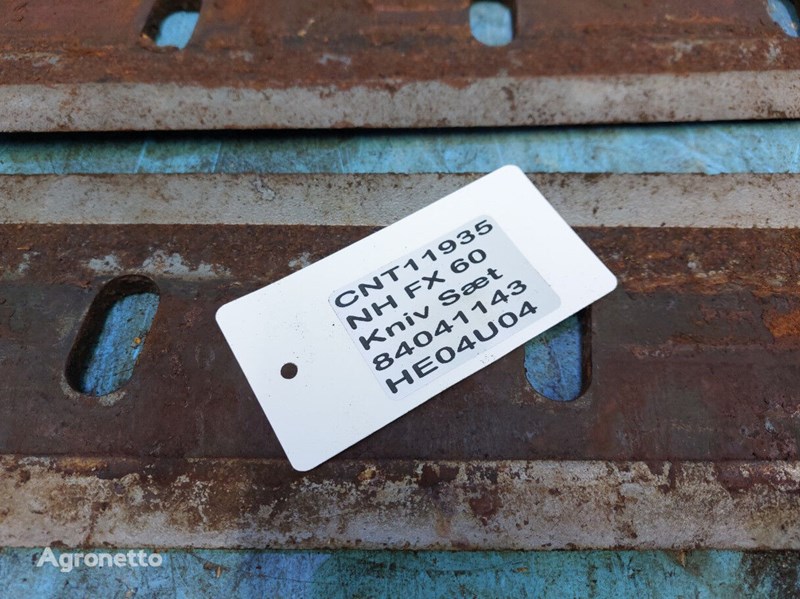 CNT11935
NH FX 60
Kniv Sæt
84041143
HE04U04
Agronetto